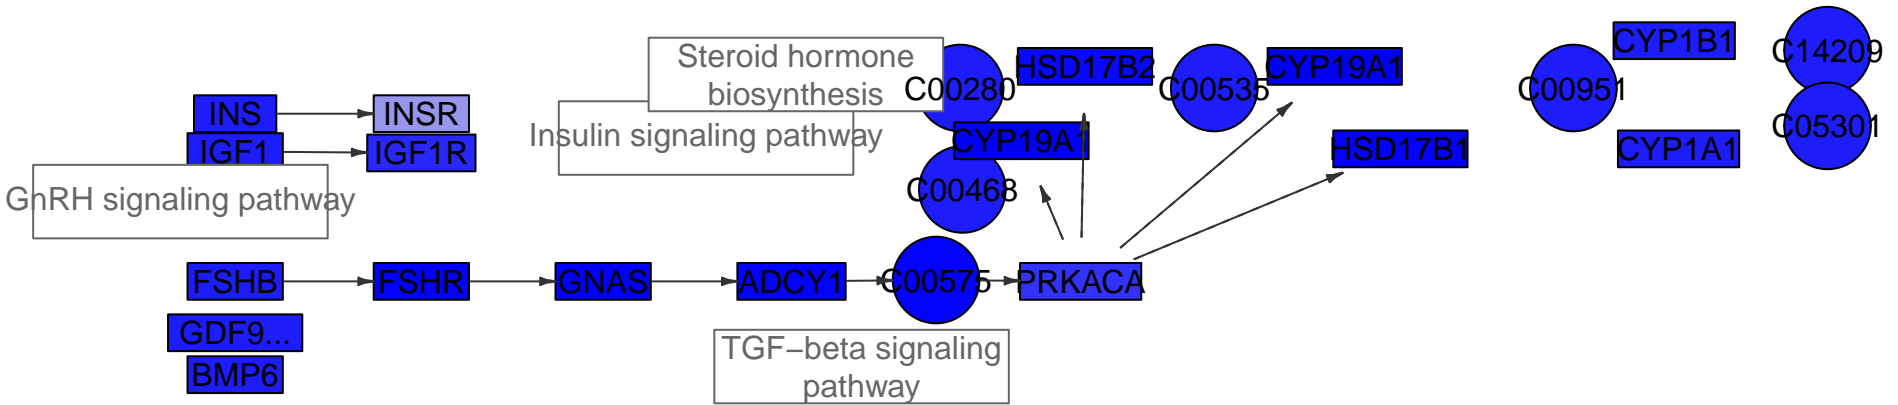 Steroid hormone
biosynthesis
C00280
HSD17B2
C00535
CYP19A1
C00951
CYP1B1
C14209
INS
INSR
Insulin signaling pathway
CYP19A1
C05301
IGF1
IGF1R
HSD17B1
CYP1A1
GnRH signaling pathway
C00468
FSHB
FSHR
GNAS
ADCY1
C00575
PRKACA
GDF9...
TGF−beta signaling
pathway
BMP6